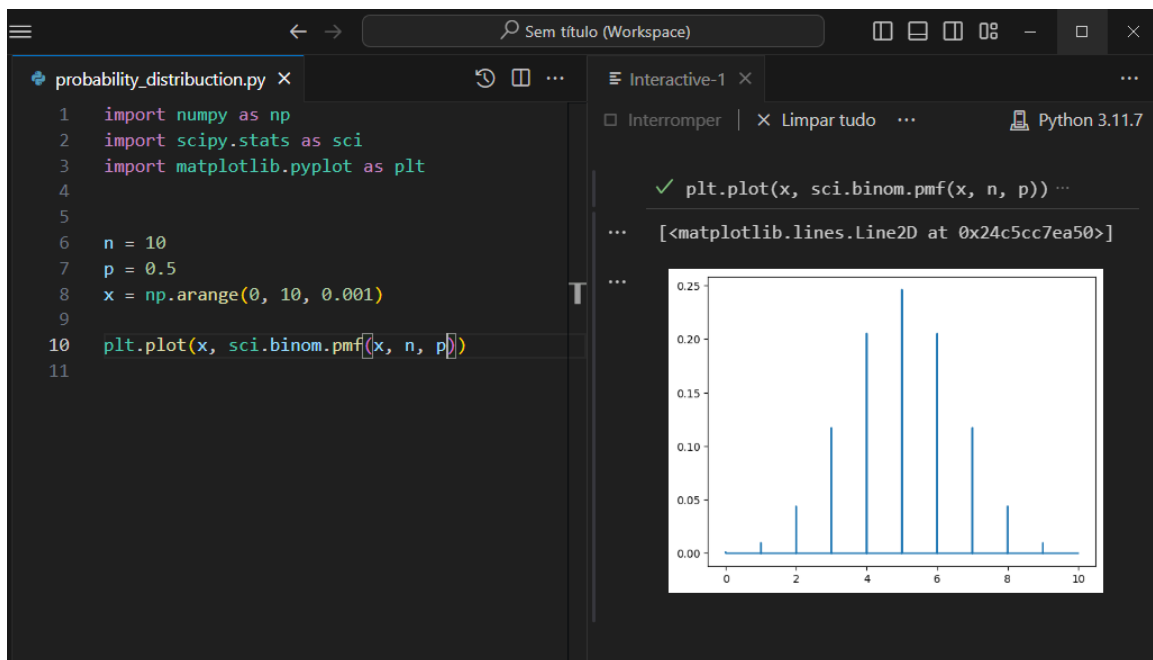 Sem título (Workspace)
probability_distribuction.py
1 import numpy as np
2 import scipy.stats as sci
3 import matplotlib.pyplot as plt
4
5
6 n = 10
7 p = 0.5
8 x = np.arange(0, 10, 0.001)
9
10 plt.plot(x, sci.binom.pmf(x, n, p))
11
Interactive-1
Interromper | Limpar tudo ... Python 3.11.7
plt.plot(x, sci.binom.pmf(x, n, p)) ...
[<matplotlib.lines.Line2D at 0x24c5cc7ea50>]
0.25
0.20
0.15
0.10
0.05
0.00
0 2 4 6 8 10